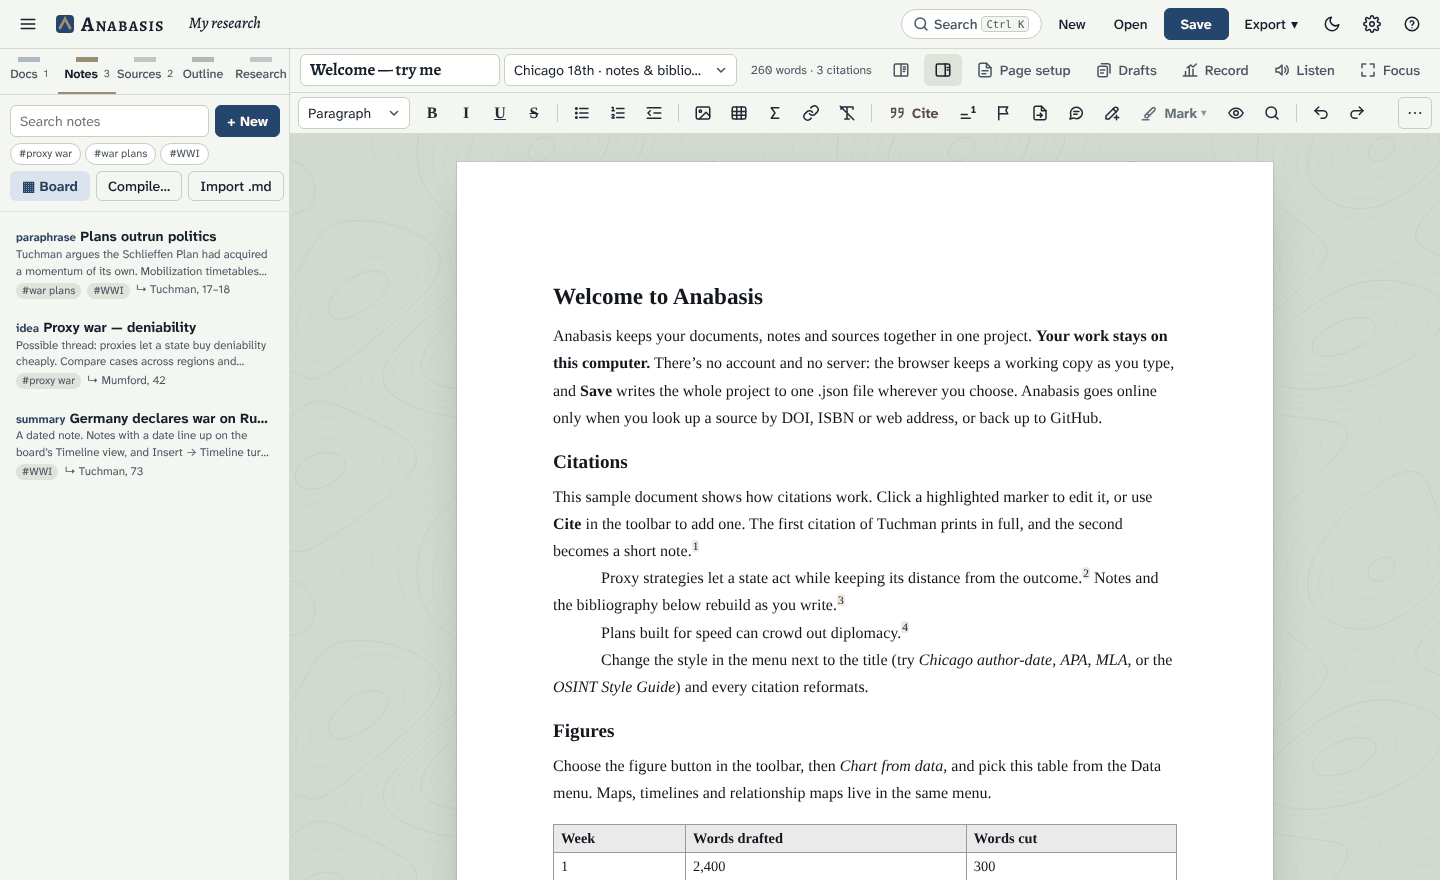 Anabasis
My research
Search Ctrl K
New
Open
Save
Export ▾
Docs 1
Notes 3
Sources 2
Outline
Research
Welcome — try me
Chicago 18th · notes & biblio...
260 words · 3 citations
Page setup
Drafts
Record
Listen
Focus
Search notes
+ New
#proxy war
#war plans
#WWI
Board
Compile...
Import .md
Paragraph
B
I
U
S
Σ
Cite
Mark ▾
paraphrase Plans outrun politics
Tuchman argues the Schlieffen Plan had acquired
a momentum of its own. Mobilization timetables...
#war plans #WWI ↳ Tuchman, 17–18
idea Proxy war — deniability
Possible thread: proxies let a state buy deniability
cheaply. Compare cases across regions and...
#proxy war ↳ Mumford, 42
summary Germany declares war on Ru...
A dated note. Notes with a date line up on the
board's Timeline view, and Insert → Timeline tur...
#WWI ↳ Tuchman, 73
Welcome to Anabasis
Anabasis keeps your documents, notes and sources together in one project. Your work stays on
this computer. There's no account and no server: the browser keeps a working copy as you type,
and Save writes the whole project to one .json file wherever you choose. Anabasis goes online
only when you look up a source by DOI, ISBN or web address, or back up to GitHub.
Citations
This sample document shows how citations work. Click a highlighted marker to edit it, or use
Cite in the toolbar to add one. The first citation of Tuchman prints in full, and the second
becomes a short note.1
Proxy strategies let a state act while keeping its distance from the outcome.2 Notes and
the bibliography below rebuild as you write.3
Plans built for speed can crowd out diplomacy.4
Change the style in the menu next to the title (try Chicago author-date, APA, MLA, or the
OSINT Style Guide) and every citation reformats.
Figures
Choose the figure button in the toolbar, then Chart from data, and pick this table from the Data
menu. Maps, timelines and relationship maps live in the same menu.
Week Words drafted Words cut
1 2,400 300